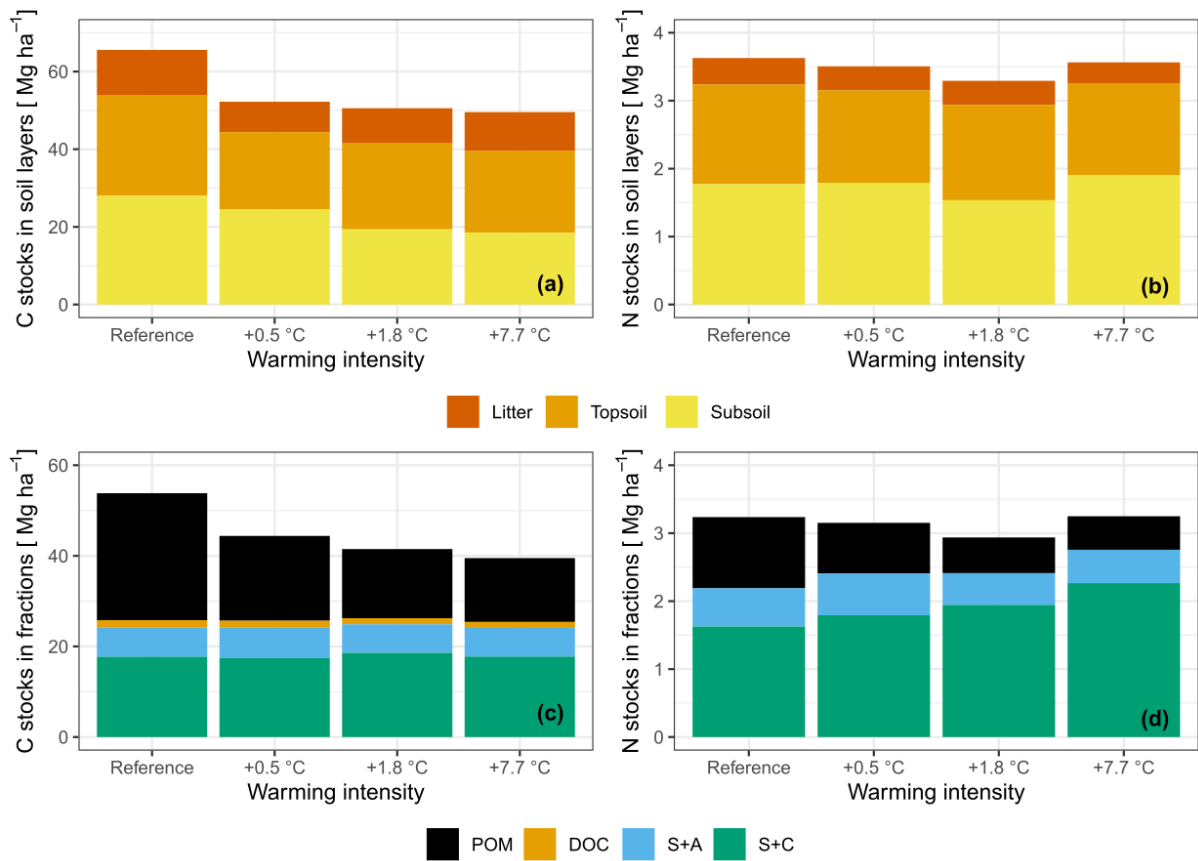 C stocks in soil layers [ Mg ha⁻¹]
60
40
20
0
Reference +0.5 °C +1.8 °C +7.7 °C
Warming intensity
(a)
N stocks in soil layers [ Mg ha⁻¹]
4
3
2
1
0
Reference +0.5 °C +1.8 °C +7.7 °C
Warming intensity
(b)
Litter Topsoil Subsoil
C stocks in fractions [ Mg ha⁻¹]
60
40
20
0
Reference +0.5 °C +1.8 °C +7.7 °C
Warming intensity
(c)
N stocks in fractions [ Mg ha⁻¹]
4
3
2
1
0
Reference +0.5 °C +1.8 °C +7.7 °C
Warming intensity
(d)
POM DOC S+A S+C